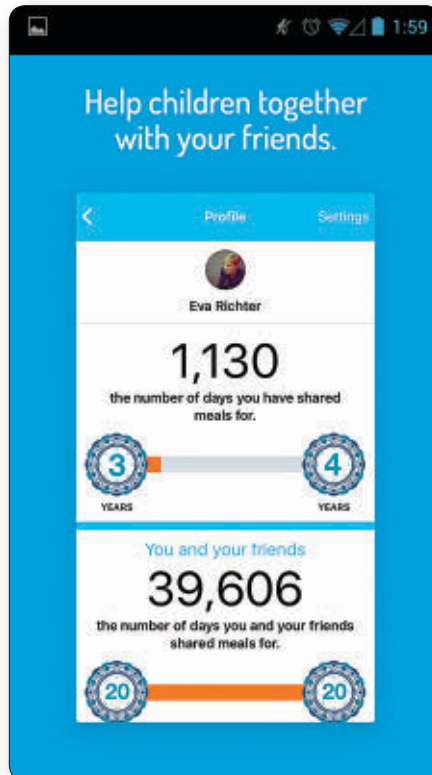 1:59
Help children together
with your friends.
Profile Settings
Eva Richter
1,130
the number of days you have shared
meals for.
3 4
YEARS YEARS
You and your friends
39,606
the number of days you and your friends
shared meals for.
20 20